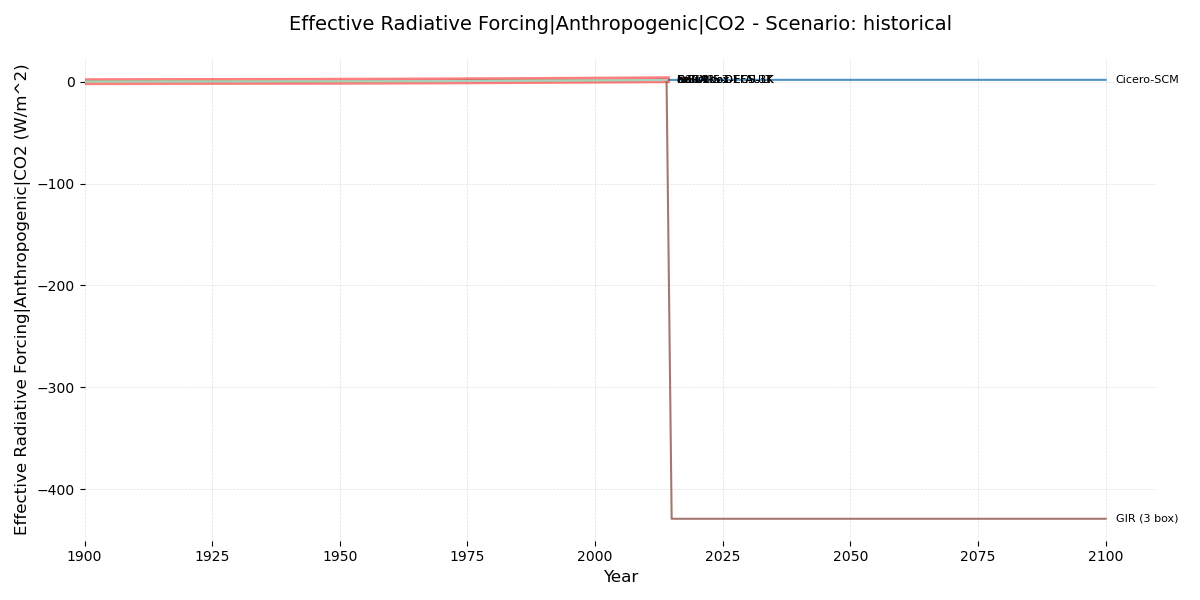 Effective Radiative Forcing|Anthropogenic|CO2 - Scenario: historical
Effective Radiative Forcing|Anthropogenic|CO2 (W/m^2)
0
−100
−200
−300
−400
Cicero-SCM
GIR (3 box)
1900
1925
1950
1975
2000
2025
2050
2075
2100
Year